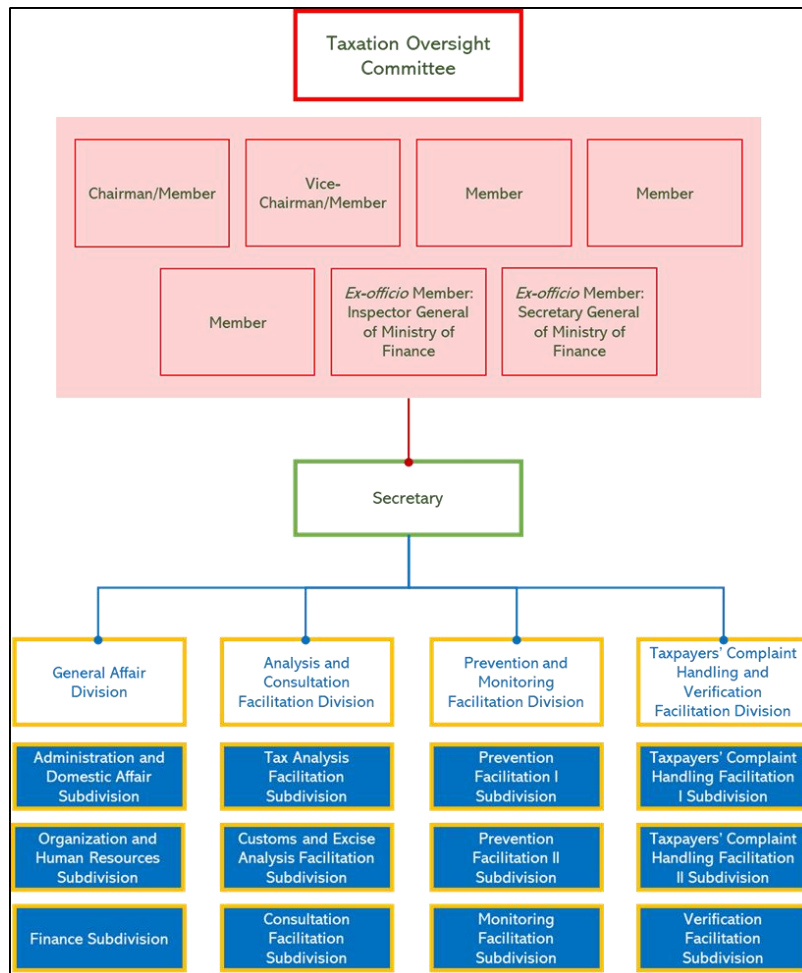 Taxation Oversight
Committee
Chairman/Member
Vice-
Chairman/Member
Member
Member
Member
Ex-officio Member:
Inspector General
of Ministry of
Finance
Ex-officio Member:
Secretary General
of Ministry of
Finance
Secretary
General Affair
Division
Analysis and
Consultation
Facilitation Division
Prevention and
Monitoring
Facilitation Division
Taxpayers' Complaint
Handling and
Verification
Facilitation Division
Administration and
Domestic Affair
Subdivision
Tax Analysis
Facilitation
Subdivision
Prevention
Facilitation I
Subdivision
Taxpayers' Complaint
Handling Facilitation
I Subdivision
Organization and
Human Resources
Subdivision
Customs and Excise
Analysis Facilitation
Subdivision
Prevention
Facilitation II
Subdivision
Taxpayers' Complaint
Handling Facilitation
II Subdivision
Finance Subdivision
Consultation
Facilitation
Subdivision
Monitoring
Facilitation
Subdivision
Verification
Facilitation
Subdivision